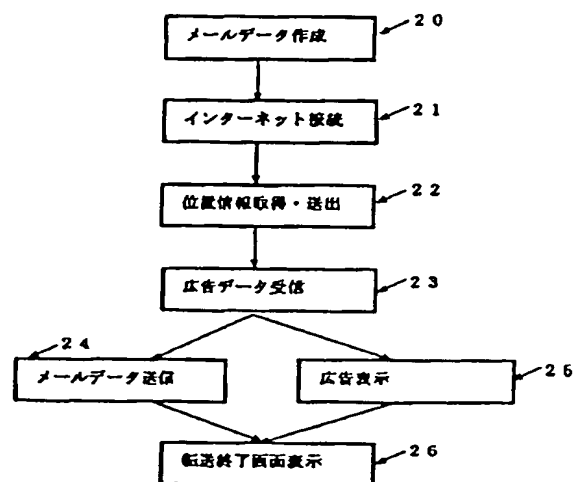 メールデータ作成
20
インターネット接続
21
位置情報取得・送出
22
広告データ受信
23
24
メールデータ送信
広告表示
25
転送終了画面表示
26